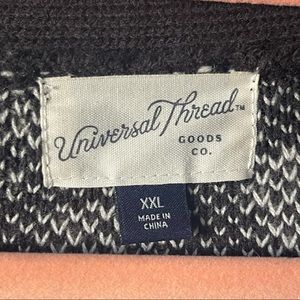 Universal Thread™
GOODS
CO.
XXL
MADE IN
CHINA